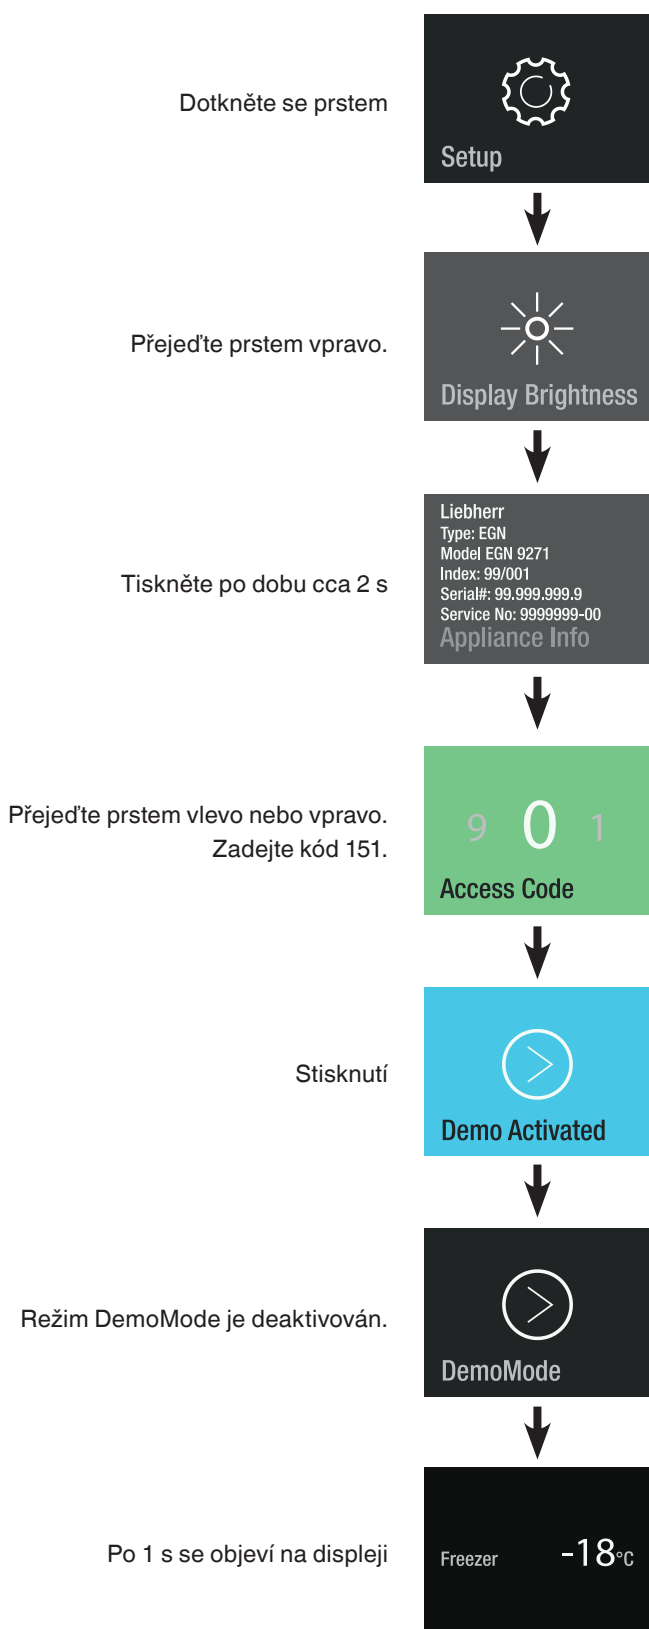 Dotkněte se prstem
Setup
Přejeďte prstem vpravo.
Display Brightness
Tiskněte po dobu cca 2 s
Liebherr
Type: EGN
Model EGN 9271
Index: 99/001
Serial#: 99.999.999.9
Service No: 9999999-00
Appliance Info
Přejeďte prstem vlevo nebo vpravo.
Zadejte kód 151.
9 0 1
Access Code
Stisknutí
Demo Activated
Režim DemoMode je deaktivován.
DemoMode
Po 1 s se objeví na displeji
Freezer -18°C